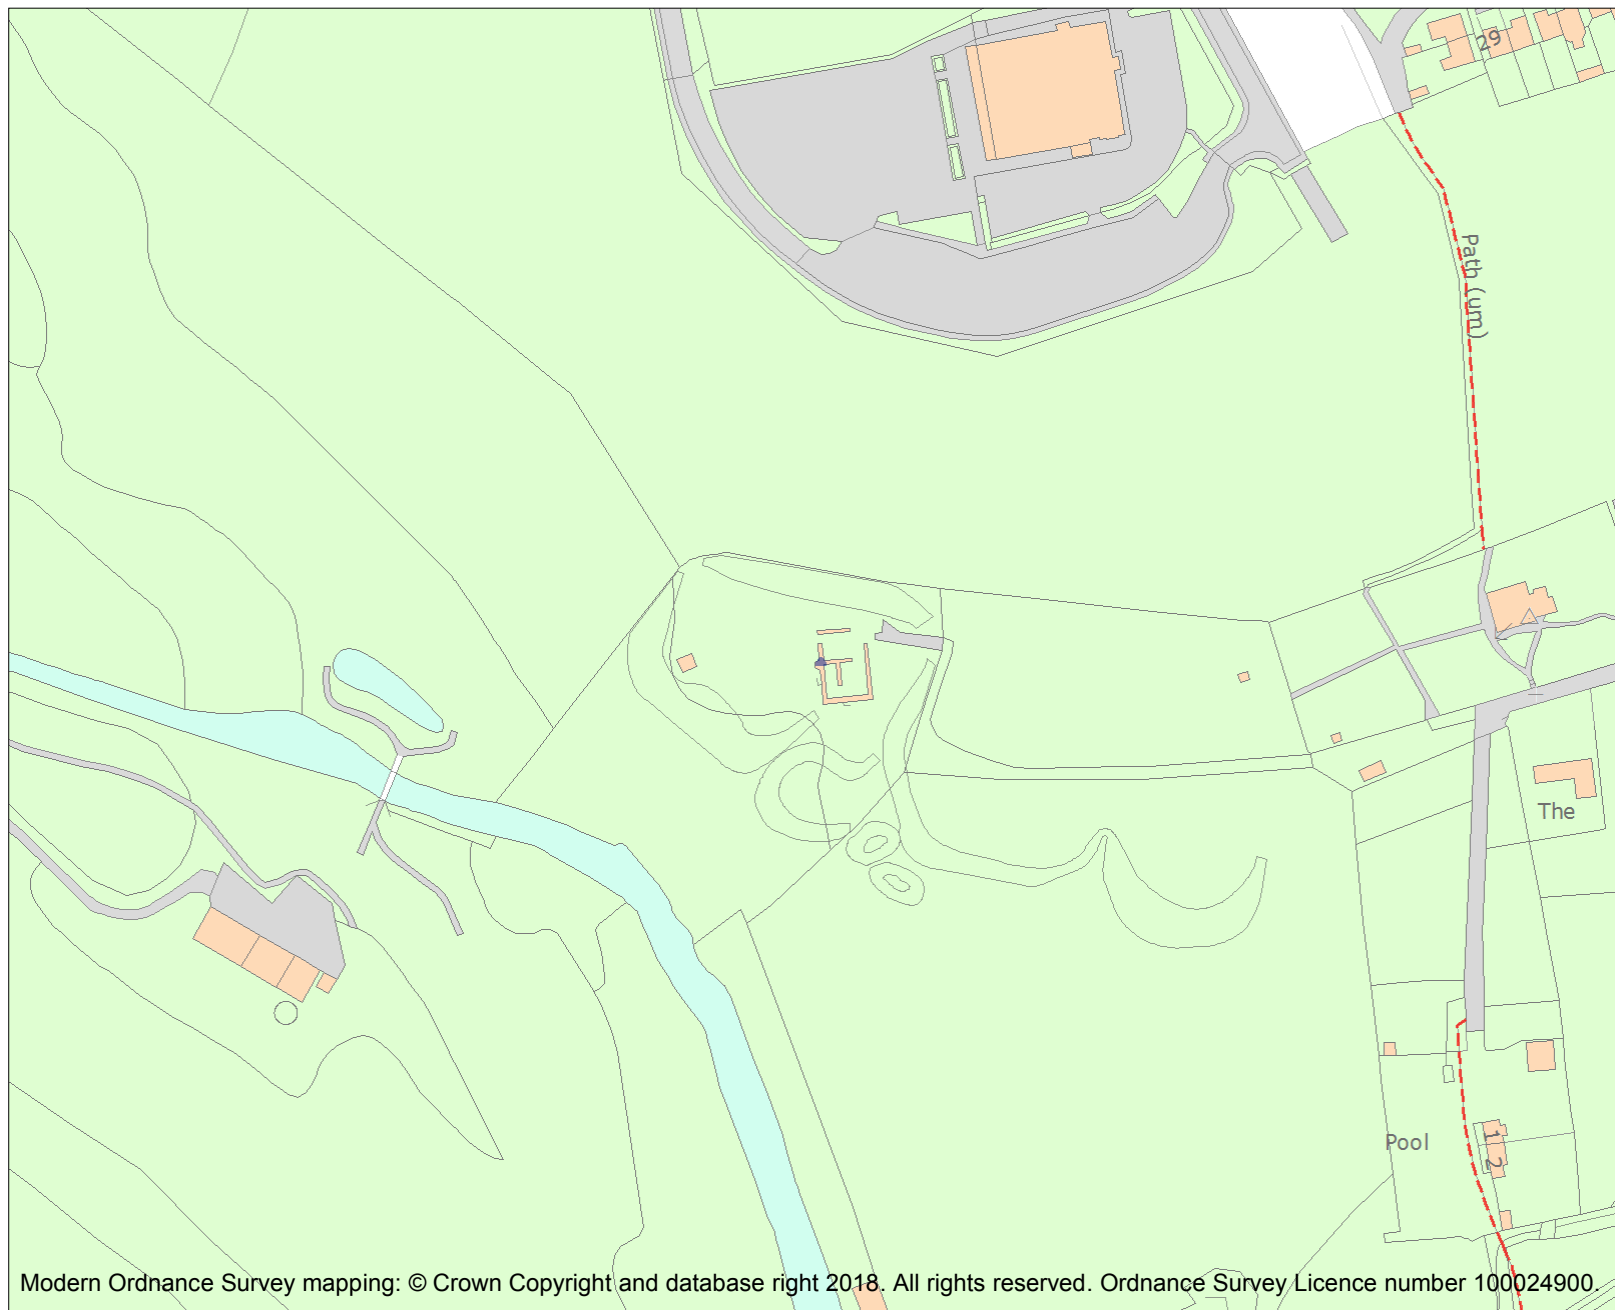 29
Path (um)
The
Pool
1
2
Modern Ordnance Survey mapping: © Crown Copyright and database right 2018. All rights reserved. Ordnance Survey Licence number 100024900.